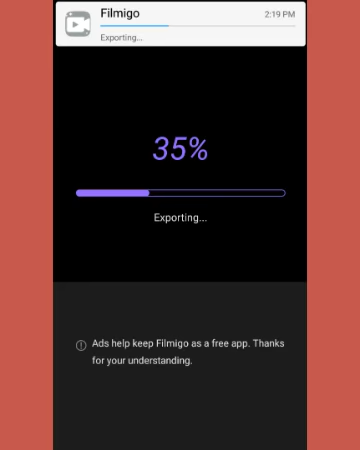 Filmigo
2:19 PM
Exporting...
35%
Exporting...
Ads help keep Filmigo as a free app. Thanks
for your understanding.